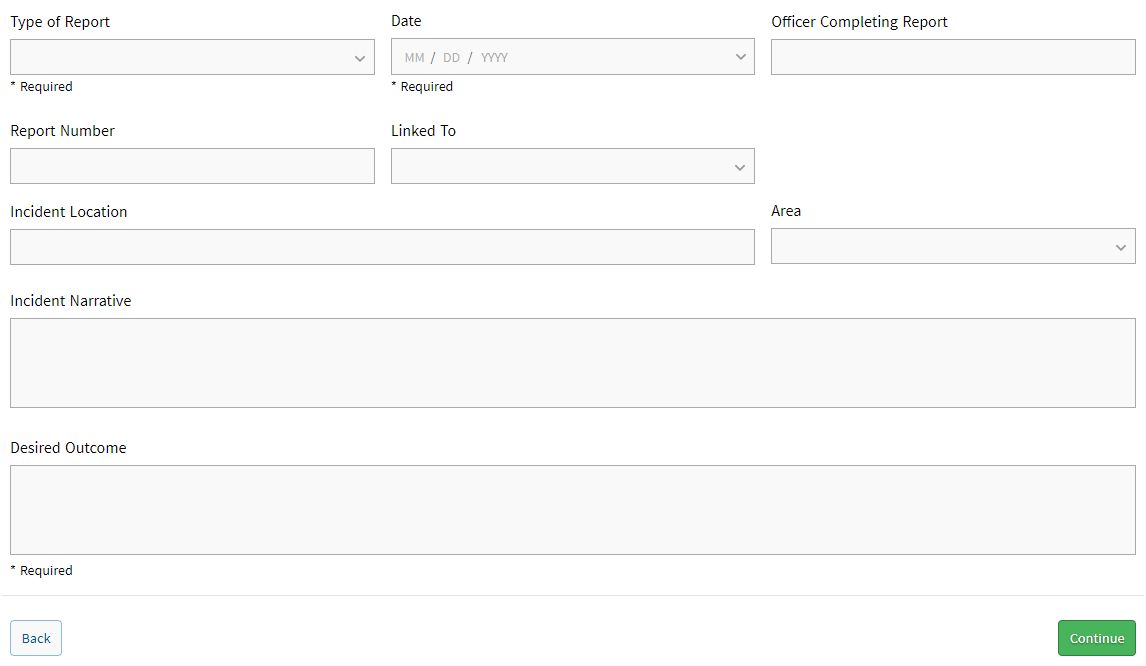 Type of Report
Date
Officer Completing Report
MM / DD / YYYY
* Required
* Required
Report Number
Linked To
Incident Location
Area
Incident Narrative
Desired Outcome
* Required
Back
Continue